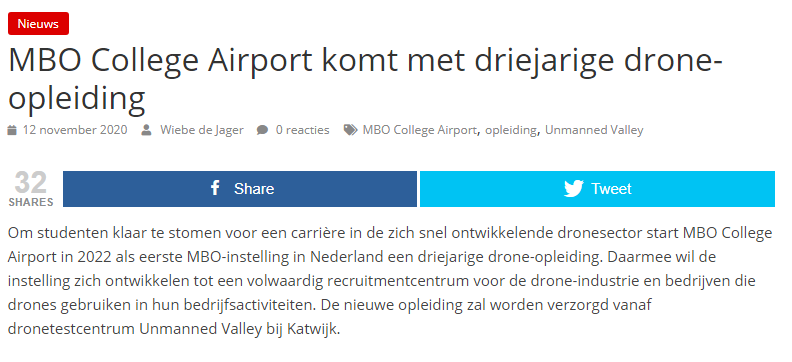 Nieuws
MBO College Airport komt met driejarige drone-
opleiding
12 november 2020 Wiebe de Jager 0 reacties MBO College Airport, opleiding, Unmanned Valley
32
SHARES
Share
Tweet
Om studenten klaar te stomen voor een carrière in de zich snel ontwikkelende dronesector start MBO College
Airport in 2022 als eerste MBO-instelling in Nederland een driejarige drone-opleiding. Daarmee wil de
instelling zich ontwikkelen tot een volwaardig recruitmentcentrum voor de drone-industrie en bedrijven die
drones gebruiken in hun bedrijfsactiviteiten. De nieuwe opleiding zal worden verzorgd vanaf
dronetestcentrum Unmanned Valley bij Katwijk.